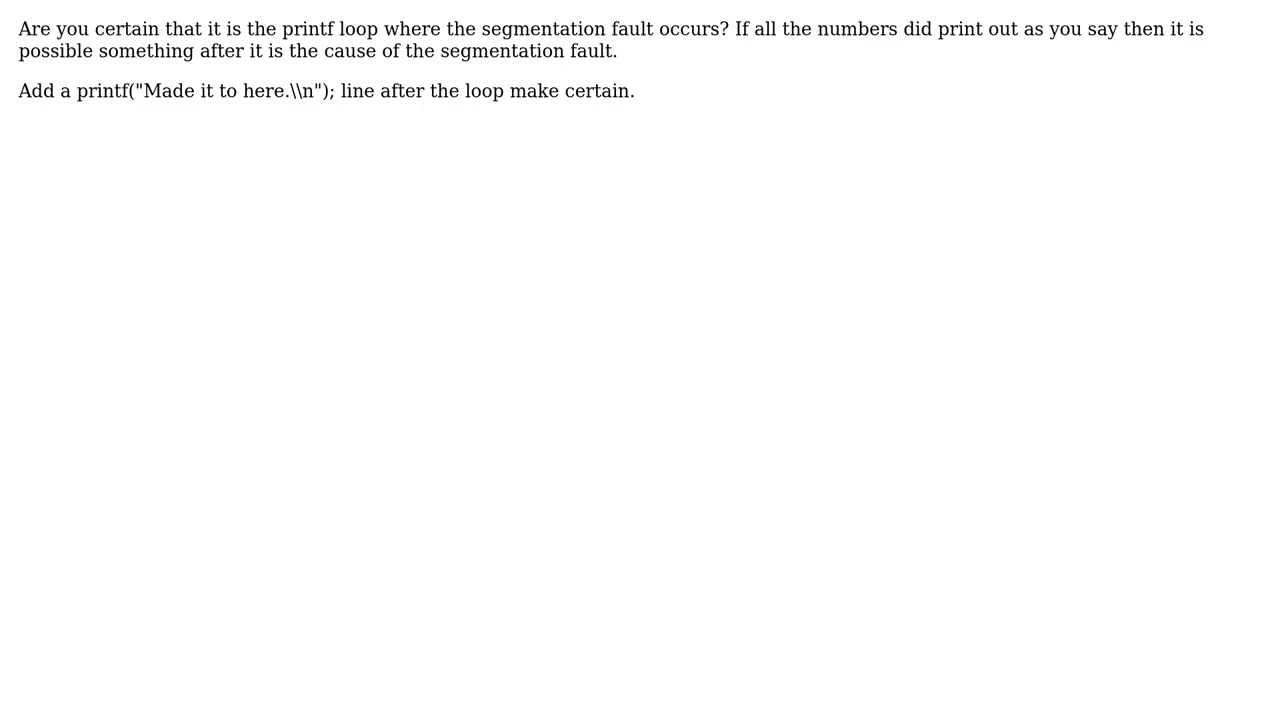 Are you certain that it is the printf loop where the segmentation fault occurs? If all the numbers did print out as you say then it is
possible something after it is the cause of the segmentation fault.
Add a printf("Made it to here.\\n"); line after the loop make certain.